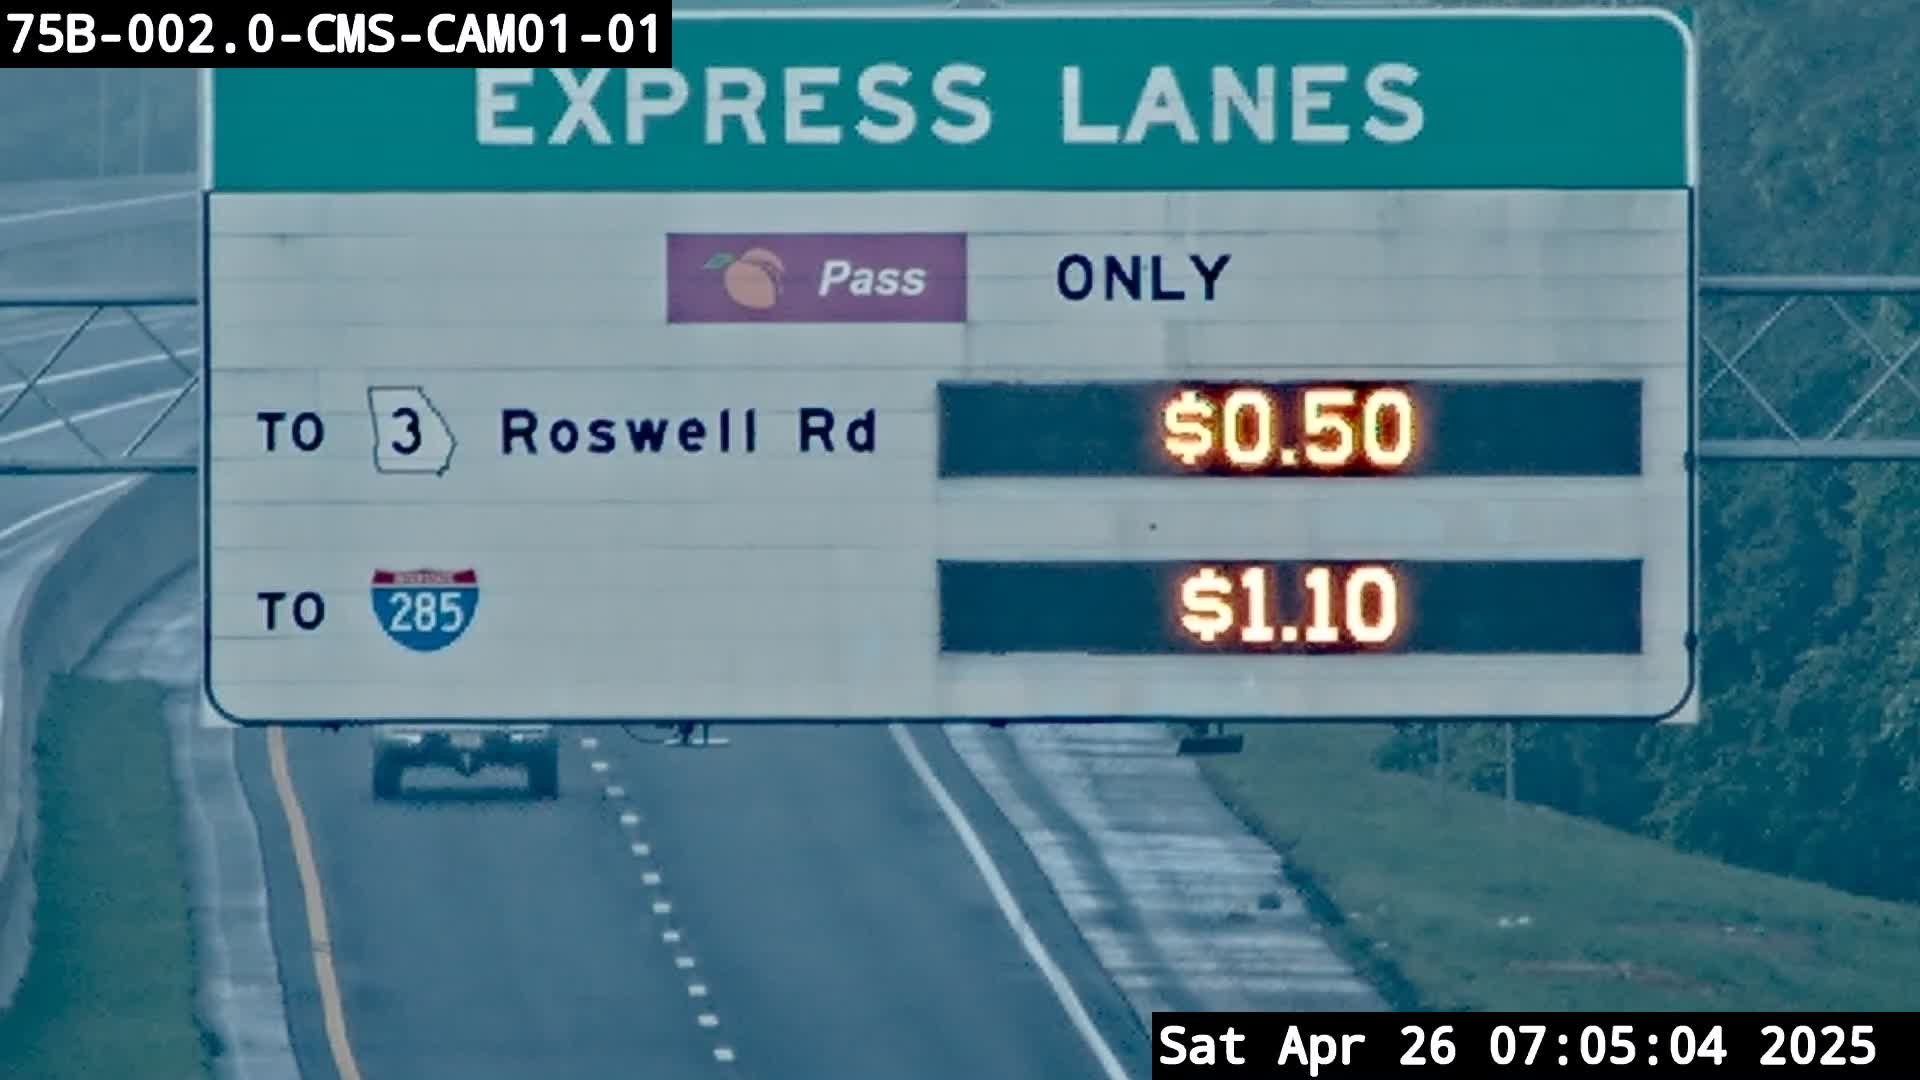 75B-002.0-CMS-CAM01-01
EXPRESS LANES
Pass ONLY
TO 3 Roswell Rd $0.50
TO 285 $1.10
Sat Apr 26 07:05:04 2025